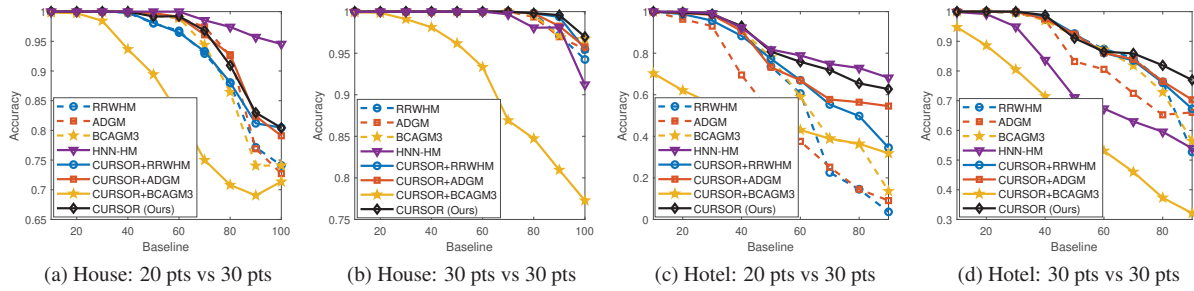 1
0.95
0.9
0.85
0.8
0.75
0.7
0.65
Accuracy
20 40 60 80 100
Baseline
RRWHM
ADGM
BCAGM3
HNN-HM
CURSOR+RRWHM
CURSOR+ADGM
CURSOR+BCAGM3
CURSOR (Ours)
(a) House: 20 pts vs 30 pts
1
0.95
0.9
0.85
0.8
0.75
Accuracy
20 40 60 80 100
Baseline
RRWHM
ADGM
BCAGM3
HNN-HM
CURSOR+RRWHM
CURSOR+ADGM
CURSOR+BCAGM3
CURSOR (Ours)
(b) House: 30 pts vs 30 pts
1
0.8
0.6
0.4
0.2
0
Accuracy
20 40 60 80
Baseline
RRWHM
ADGM
BCAGM3
HNN-HM
CURSOR+RRWHM
CURSOR+ADGM
CURSOR+BCAGM3
CURSOR (Ours)
(c) Hotel: 20 pts vs 30 pts
1
0.9
0.8
0.7
0.6
0.5
0.4
0.3
Accuracy
20 40 60 80
Baseline
RRWHM
ADGM
BCAGM3
HNN-HM
CURSOR+RRWHM
CURSOR+ADGM
CURSOR+BCAGM3
CURSOR (Ours)
(d) Hotel: 30 pts vs 30 pts